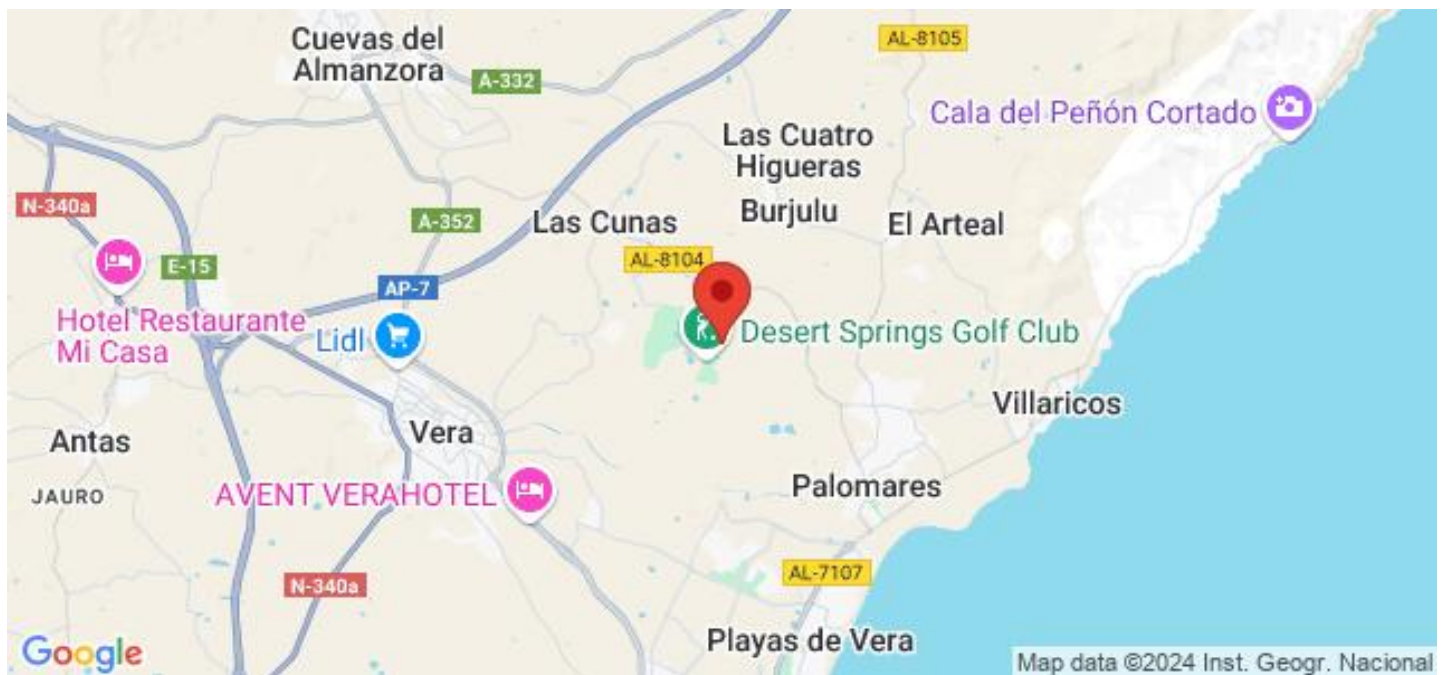 Cuevas del
Almanzora
A-332
AL-8105
Cala del Peñón Cortado
Las Cuatro
Higueras
N-340a
A-352
Las Cunas
Burjulu
El Arteal
E-15
AL-8104
AP-7
Hotel Restaurante
Mi Casa
Lidl
Desert Springs Golf Club
Villaricos
Antas
Vera
JAURO
AVENT VERAHOTEL
Palomares
N-340a
AL-7107
Playas de Vera
Google
Map data ©2024 Inst. Geogr. Nacional